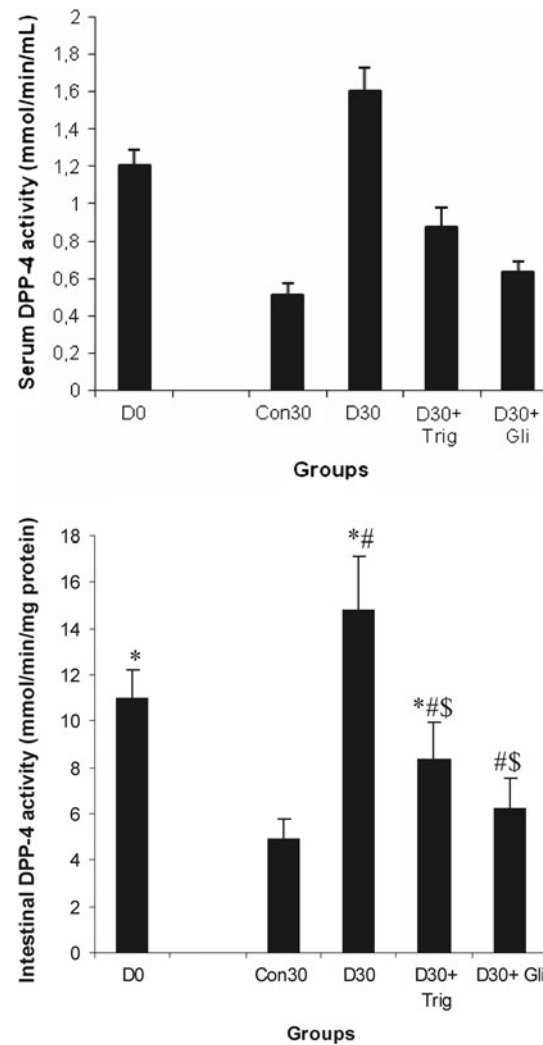 Serum DPP-4 activity (mmol/min/mL)
2
1,8
1,6
1,4
1,2
1
0,8
0,6
0,4
0,2
0
D0 Con30 D30 D30+ D30+
Trig Gli
Groups
Intestinal DPP-4 activity (mmol/min/mg protein)
18
16
14
12
10
8
6
4
2
0
* *# *#$ #$
D0 Con30 D30 D30+ D30+ Gli
Trig
Groups